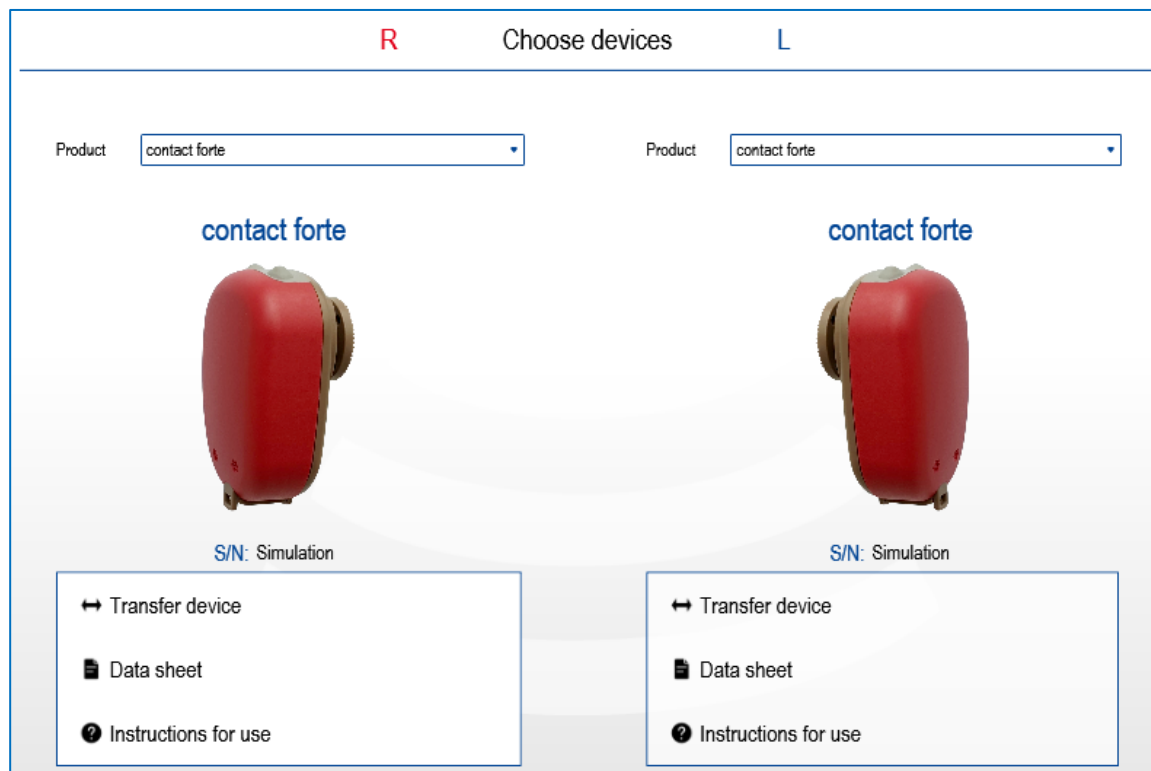 R Choose devices L
Product contact forte
Product contact forte
contact forte
contact forte
S/N: Simulation
S/N: Simulation
Transfer device
Data sheet
Instructions for use
Transfer device
Data sheet
Instructions for use